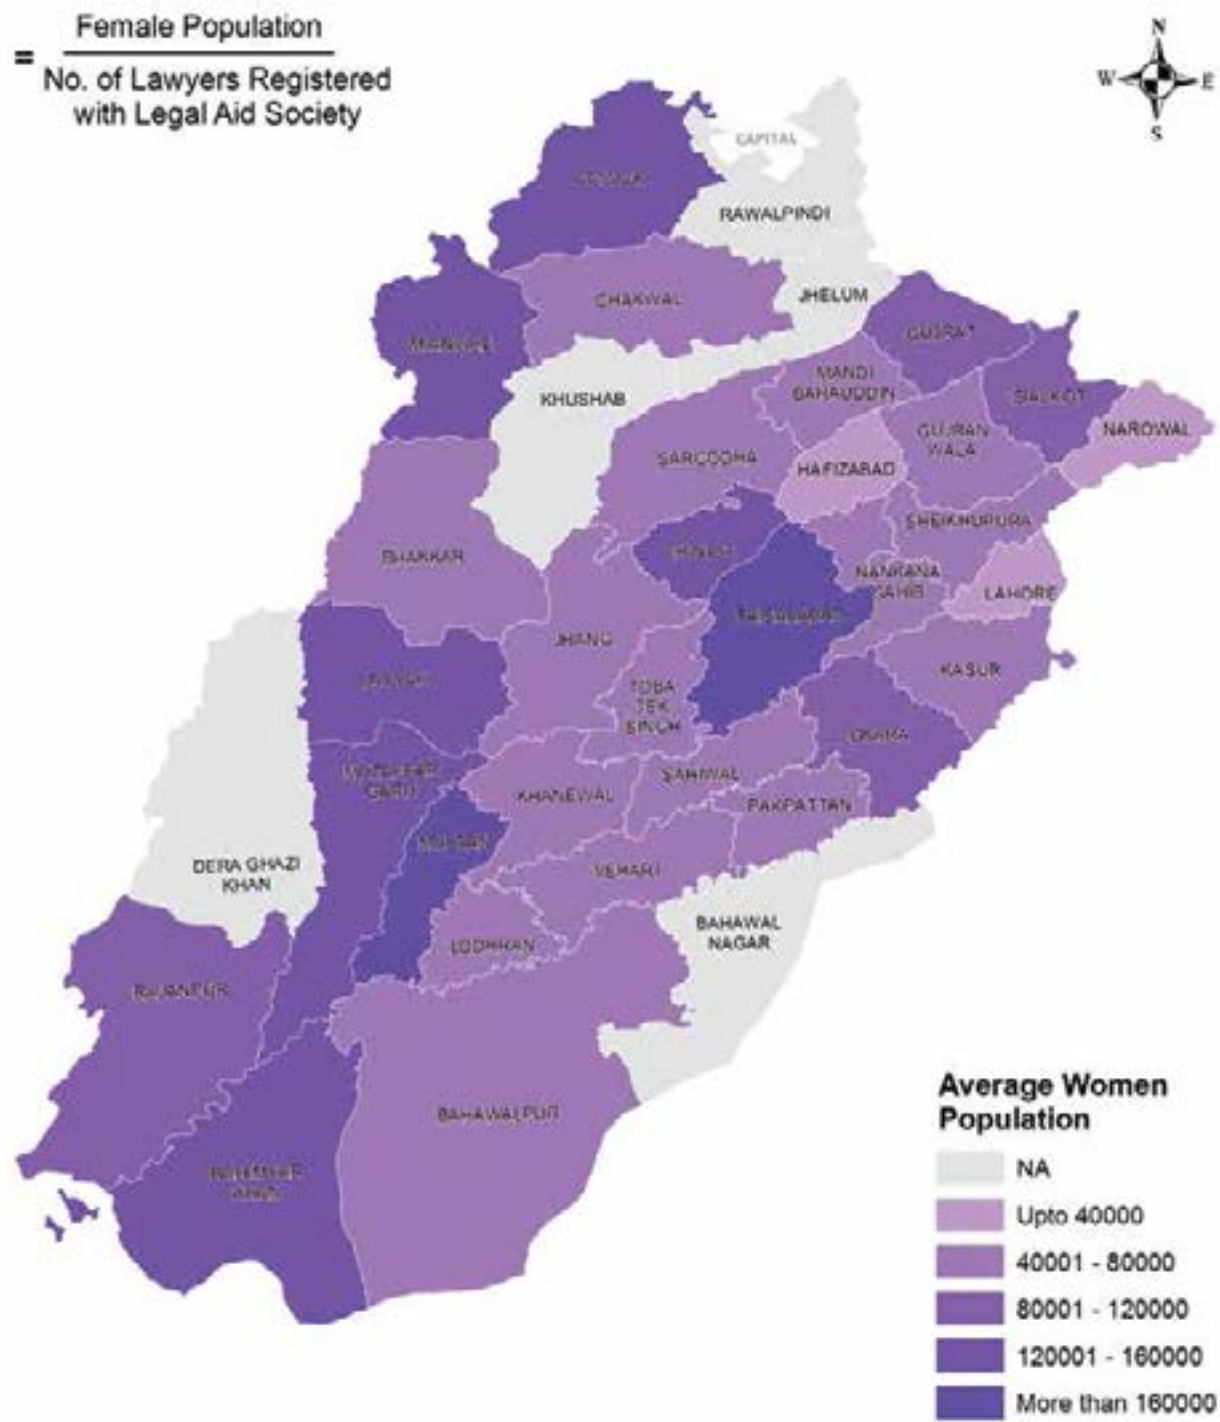 Female Population
=
No. of Lawyers Registered
with Legal Aid Society
N
W
E
S
CAPITAL
RAWALPINDI
CHAKWAL
JHELUM
GUJRAT
MANDI
BAHAUDDIN
KHUSHAB
SIALKOT
NAROWAL
GUJRAN
WALA
SARGODHA
HAFIZABAD
SHEIKHUPURA
BHAKKAR
NANKANA
SAHIB
LAHORE
JHANG
KASUR
TOBA
TEK
SINGH
OKARA
SAHIWAL
KHANEWAL
PAKPATTAN
MULTAN
DERA GHAZI
KHAN
VEHARI
BAHAWAL
NAGAR
LODHRAN
RAJANPUR
BAHAWALPUR
Average Women
Population
NA
Upto 40000
40001 - 80000
80001 - 120000
120001 - 160000
More than 160000